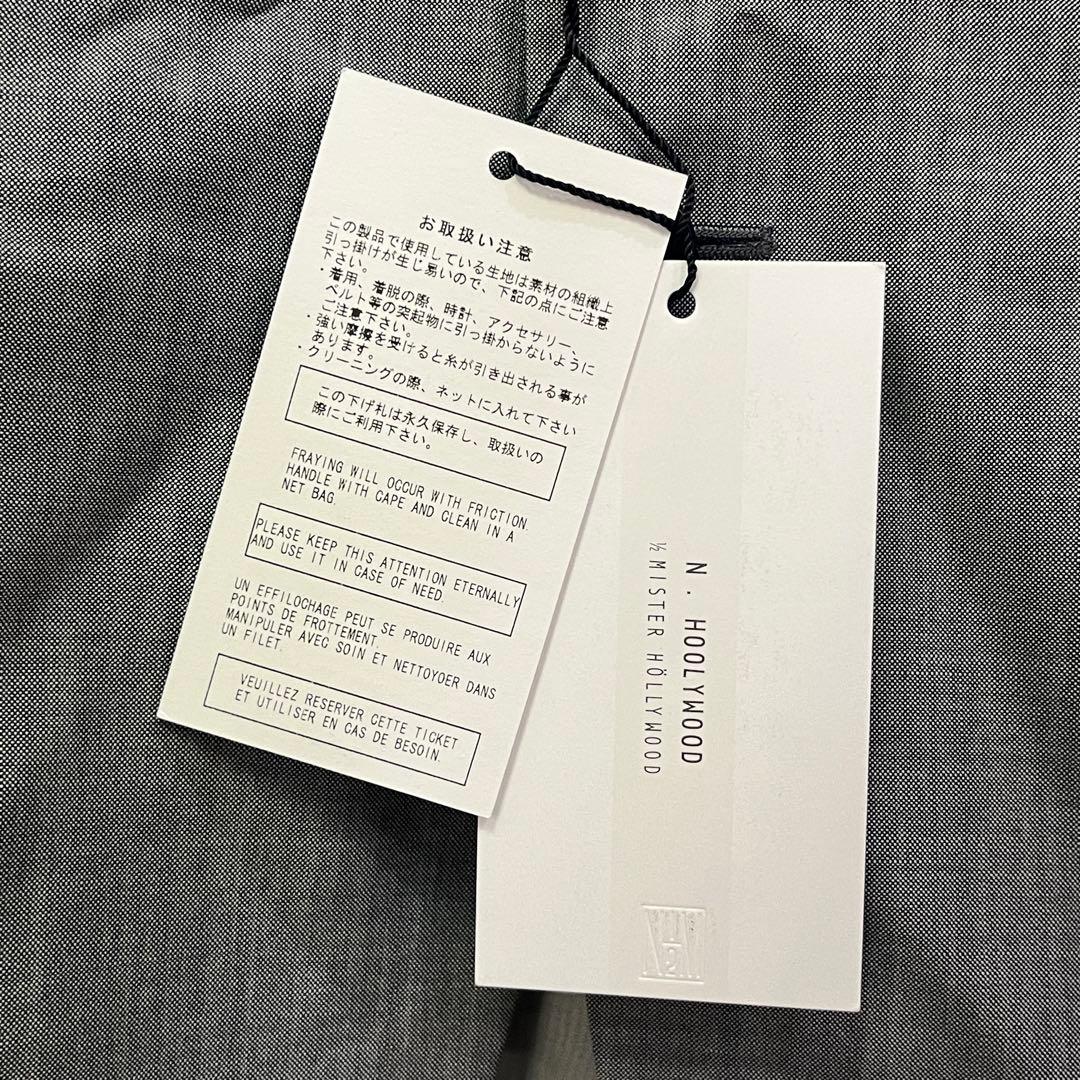 お取扱い注意
この製品で使用している生地は素材の組織上
引っ掛けが生じ易いので、下記の点にご注意
下さい。
・着用、着脱の際、時計、アクセサリー、
ベルト等の突起物に引っ掛からないように
ご注意下さい。
・強い摩擦を受けると糸が引き出される事が
あります。
・クリーニングの際、ネットに入れて下さい
この下げ札は永久保存し、取扱いの
際にご利用下さい。
FRAYING WILL OCCUR WITH FRICTION.
HANDLE WITH CAPE AND CLEAN IN A
NET BAG.
PLEASE KEEP THIS ATTENTION ETERNALLY
AND USE IT IN CASE OF NEED.
UN EFFILOCHAGE PEUT SE PRODUIRE AUX
POINTS DE FROTTEMENT.
MANIPULER AVEC SOIN ET NETTOYOER DANS
UN FILET.
VEUILLEZ RESERVER CETTE TICKET
ET UTILISER EN CAS DE BESOIN.
N. HOOLYWOOD
½ MISTER HÖLLYWOOD